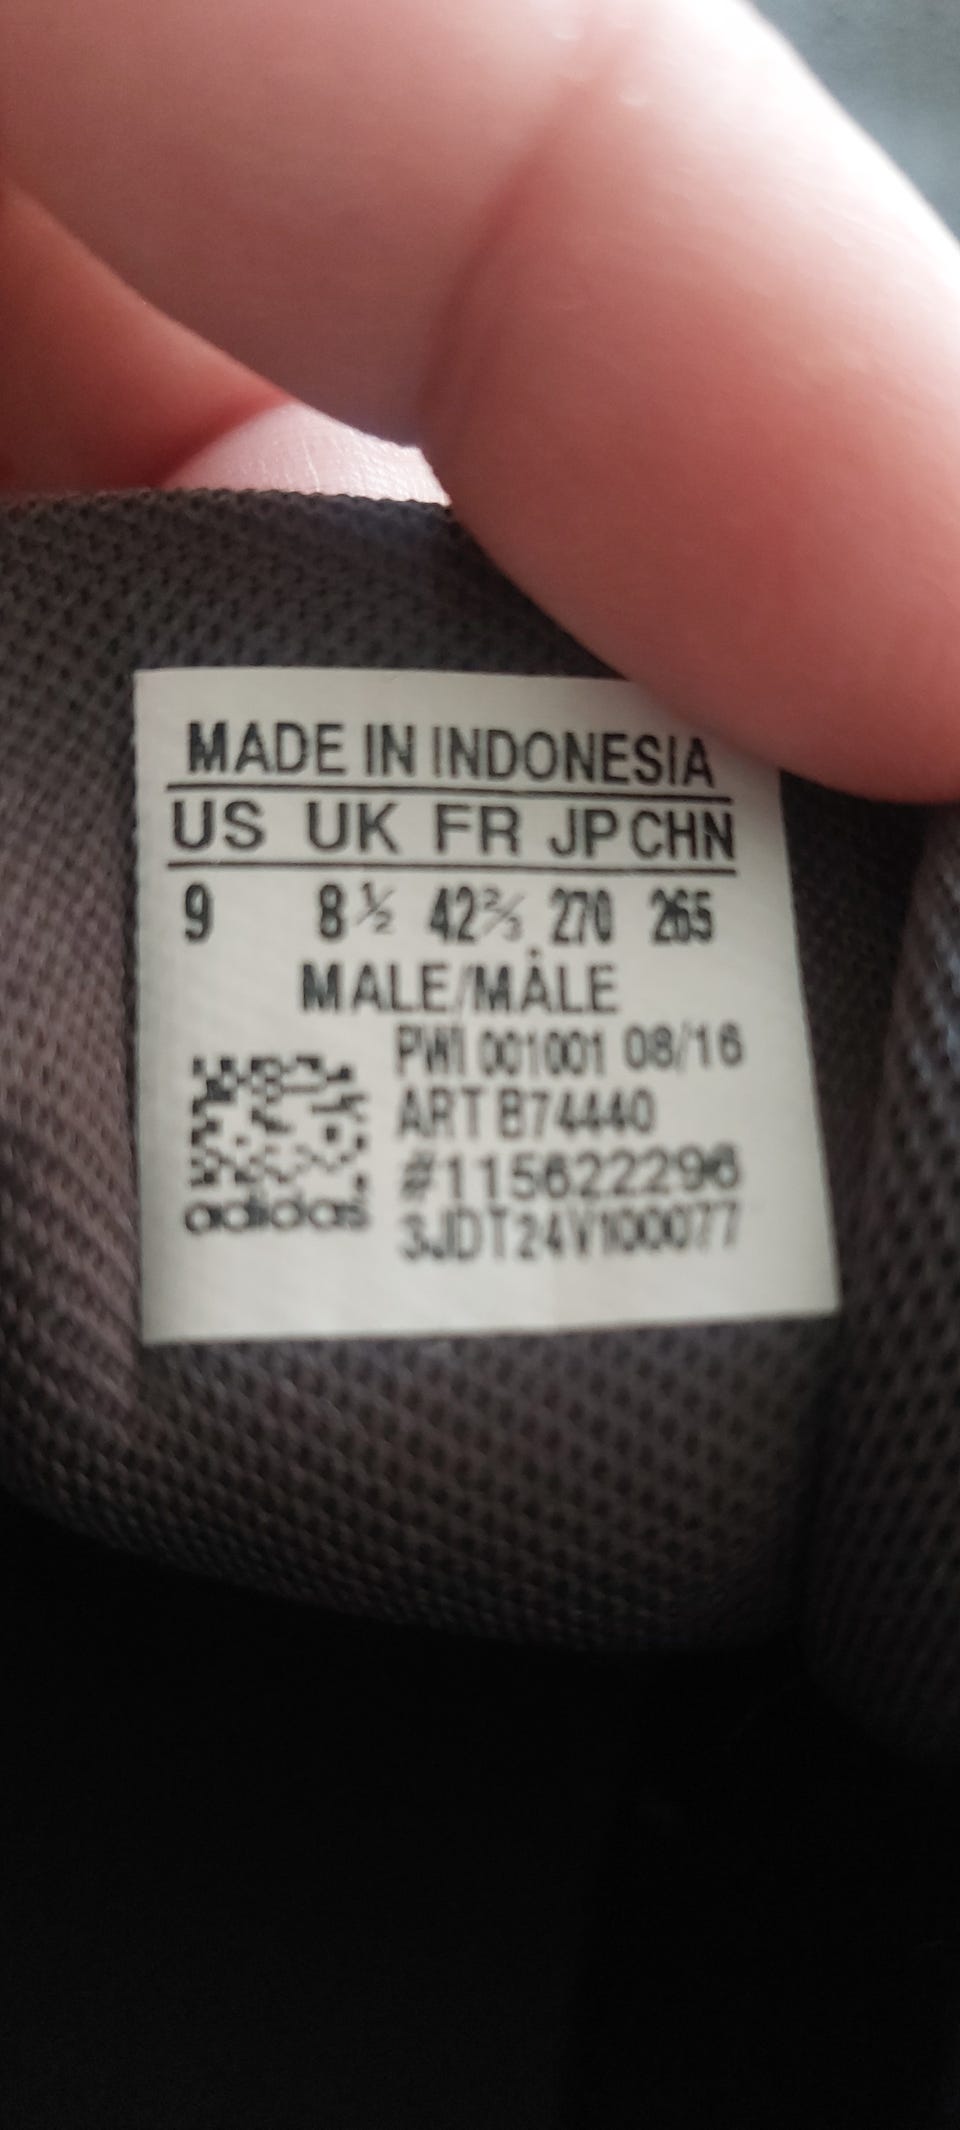 MADE IN INDONESIA
US UK FR JP CHN
9 8½ 42⅔ 270 265
MALE/MÂLE
PWI 001001 08/16
ART B74440
#115622296
adidas
3JDT24V100077